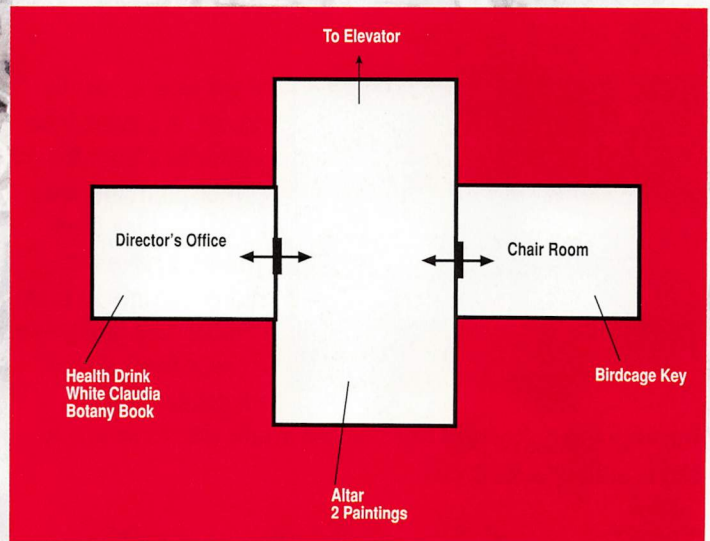 To Elevator
Director's Office
Chair Room
Health Drink
White Claudia
Botany Book
Birdcage Key
Altar
2 Paintings